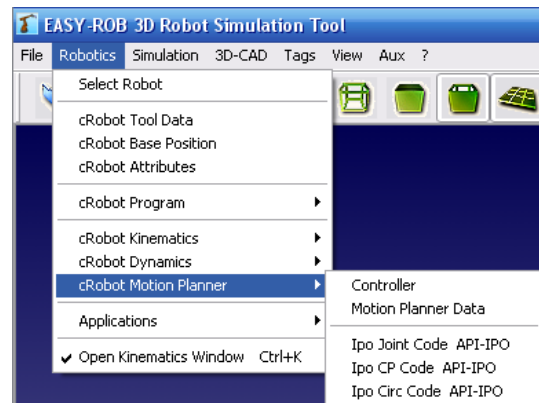 EASY-ROB 3D Robot Simulation Tool
File Robotics Simulation 3D-CAD Tags View Aux ?
Select Robot
cRobot Tool Data
cRobot Base Position
cRobot Attributes
cRobot Program
cRobot Kinematics
cRobot Dynamics
cRobot Motion Planner
Applications
Open Kinematics Window Ctrl+K
Controller
Motion Planner Data
Ipo Joint Code API-IPO
Ipo CP Code API-IPO
Ipo Circ Code API-IPO